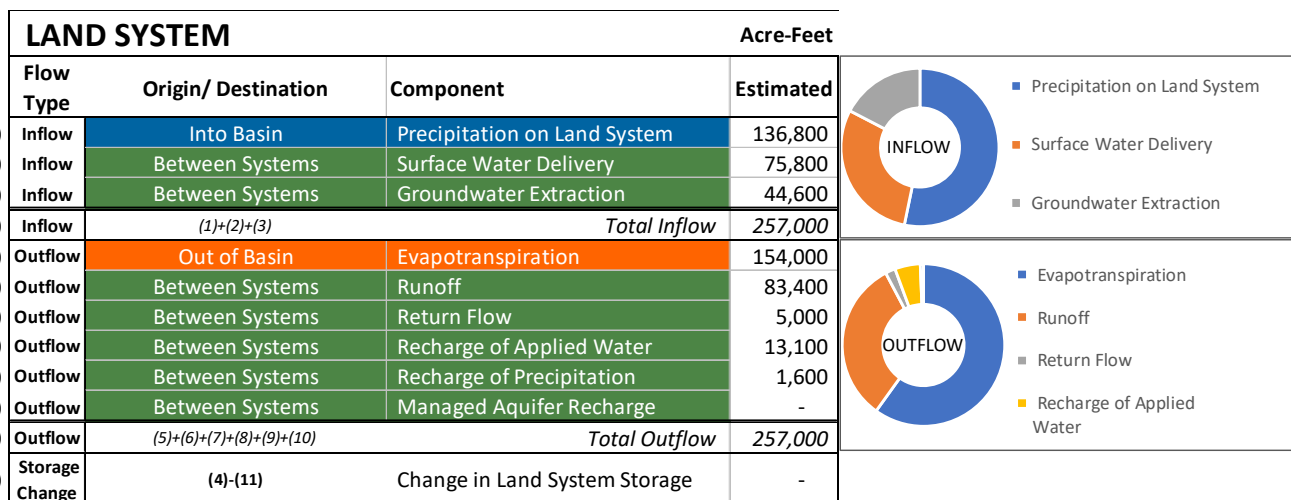 LAND SYSTEM Acre-Feet
Flow Type Origin/ Destination Component Estimated
) Inflow Into Basin Precipitation on Land System 136,800
) Inflow Between Systems Surface Water Delivery 75,800
) Inflow Between Systems Groundwater Extraction 44,600
) Inflow (1)+(2)+(3) Total Inflow 257,000
) Outflow Out of Basin Evapotranspiration 154,000
) Outflow Between Systems Runoff 83,400
) Outflow Between Systems Return Flow 5,000
) Outflow Between Systems Recharge of Applied Water 13,100
) Outflow Between Systems Recharge of Precipitation 1,600
) Outflow Between Systems Managed Aquifer Recharge -
) Outflow (5)+(6)+(7)+(8)+(9)+(10) Total Outflow 257,000
) Storage Change (4)-(11) Change in Land System Storage -
INFLOW
Precipitation on Land System
Surface Water Delivery
Groundwater Extraction
OUTFLOW
Evapotranspiration
Runoff
Return Flow
Recharge of Applied
Water